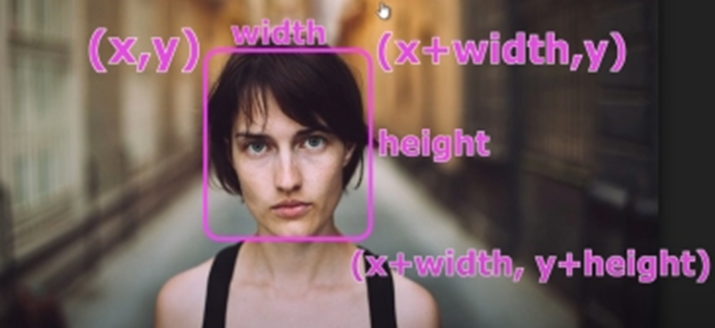 width
(x,y) (x+width,y)
height
(x+width, y+height)